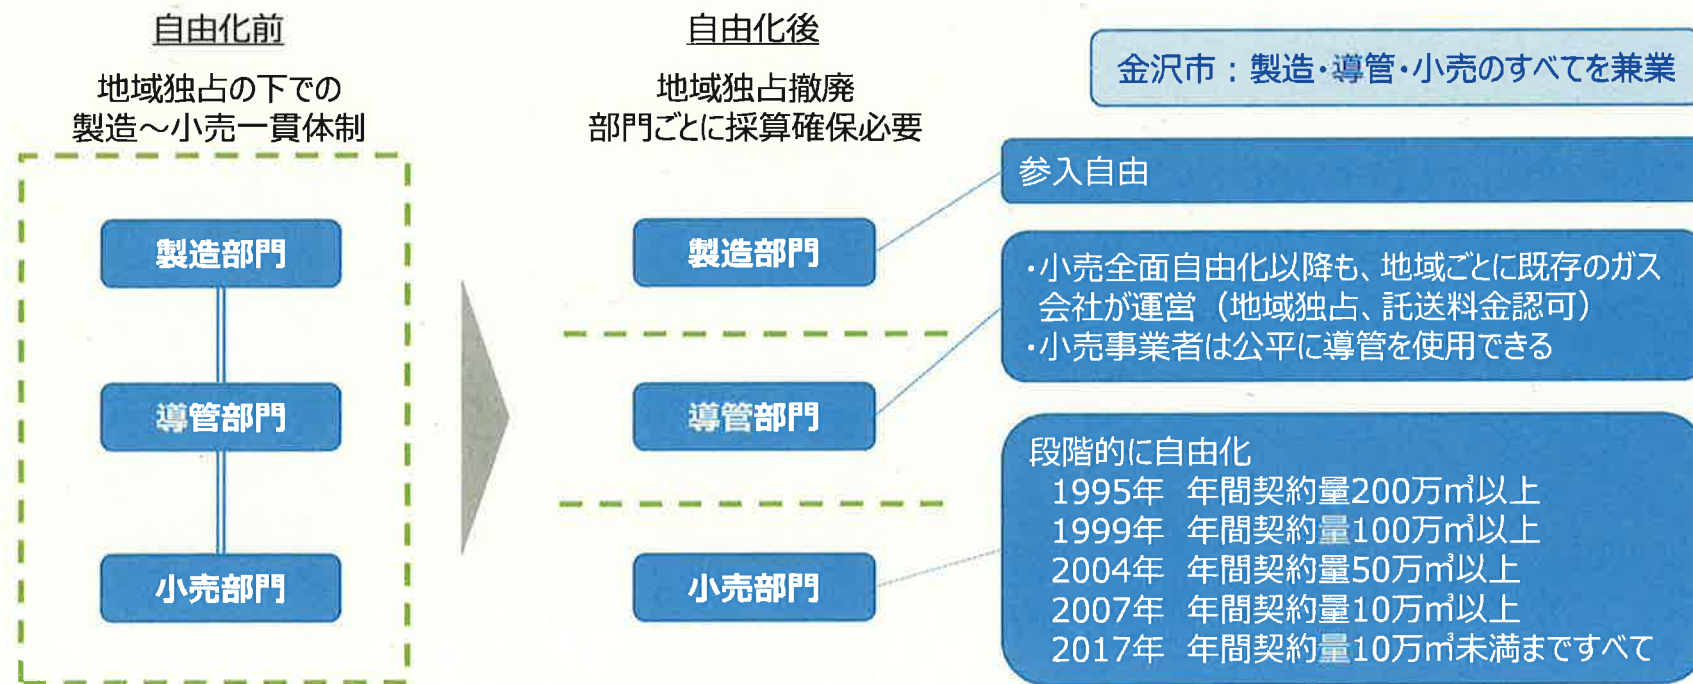 自由化前
地域独占の下での
製造～小売一貫体制
製造部門
導管部門
小売部門
自由化後
地域独占撤廃
部門ごとに採算確保必要
製造部門
導管部門
小売部門
金沢市：製造・導管・小売のすべてを兼業
参入自由
・小売全面自由化以降も、地域ごとに既存のガス
会社が運営（地域独占、託送料金認可）
・小売事業者は公平に導管を使用できる
段階的に自由化
1995年 年間契約量200万㎥以上
1999年 年間契約量100万㎥以上
2004年 年間契約量50万㎥以上
2007年 年間契約量10万㎥以上
2017年 年間契約量10万㎥未満まですべて